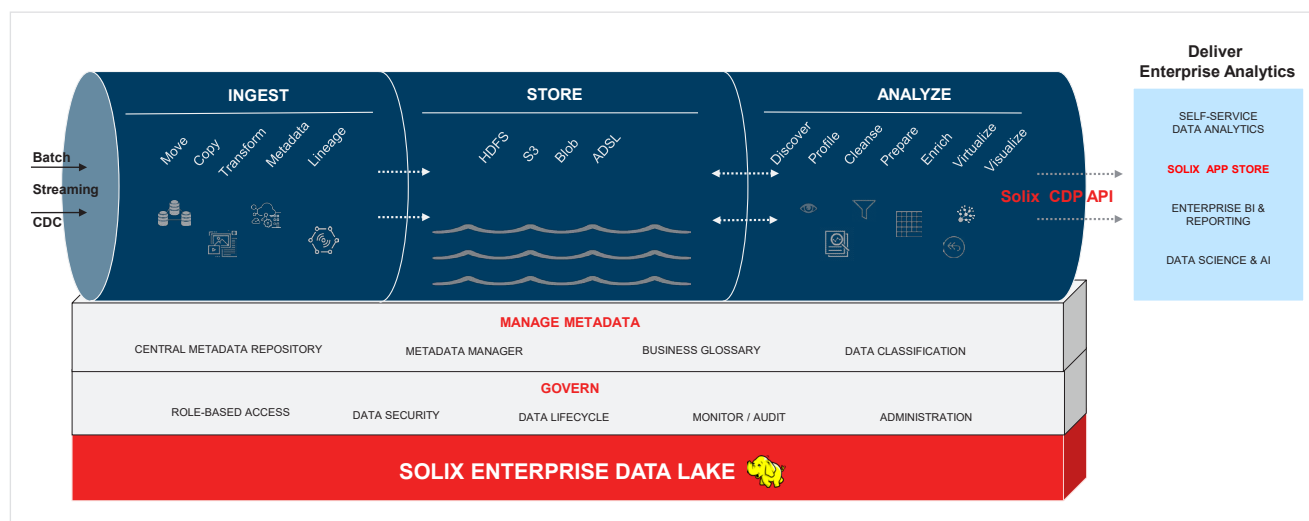 Deliver
Enterprise Analytics
INGEST
STORE
ANALYZE
Move
Copy
Transform
Metadata
Lineage
HDFS
S3
Blob
ADSL
Discover
Profile
Cleanse
Prepare
Enrich
Virtualize
Visualize
Batch
Streaming
CDC
Solix CDP API
SELF-SERVICE
DATA ANALYTICS
SOLIX APP STORE
ENTERPRISE BI &
REPORTING
DATA SCIENCE & AI
MANAGE METADATA
CENTRAL METADATA REPOSITORY
METADATA MANAGER
BUSINESS GLOSSARY
DATA CLASSIFICATION
GOVERN
ROLE-BASED ACCESS
DATA SECURITY
DATA LIFECYCLE
MONITOR / AUDIT
ADMINISTRATION
SOLIX ENTERPRISE DATA LAKE